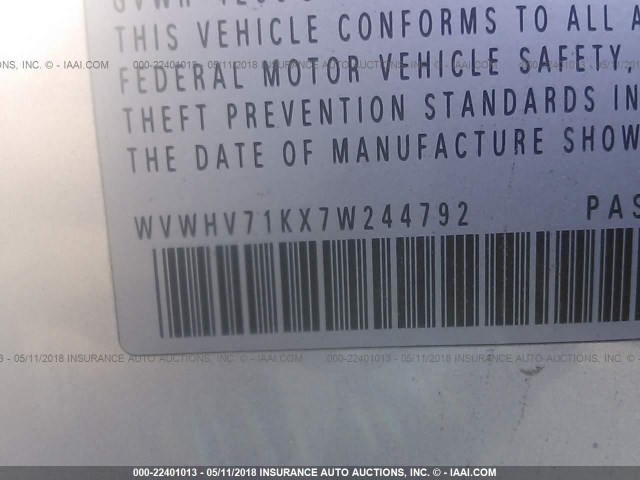 THIS VEHICLE CONFORMS TO ALL A
FEDERAL MOTOR VEHICLE SAFETY,
THEFT PREVENTION STANDARDS IN
THE DATE OF MANUFACTURE SHOW
WVWHV71KX7W244792 PAS
000-22401013 - 05/11/2018 INSURANCE AUTO AUCTIONS, INC. © - IAAI.COM